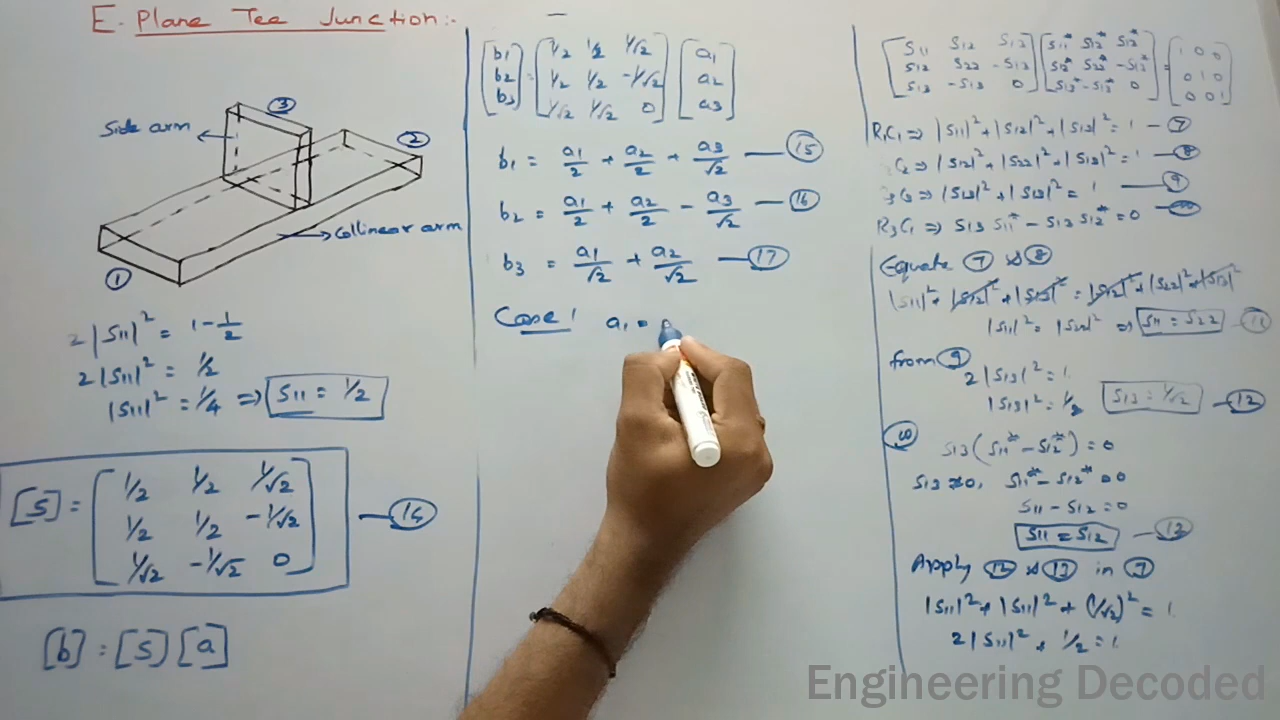 E-Plane Tee Junction:-
Side arm
③
②
Collinear arm
①
2|S11|² = 1-1/2
2|S11|² = 1/2
|S11|² = 1/4 ⇒ S11 = 1/2
[S] = [1/2 1/2 1/√2
1/2 1/2 -1/√2 — ⑭
1/√2 -1/√2 0]
[b] = [S][a]
[b1 [1/2 1/2 1/√2 [a1
b2 = 1/2 1/2 -1/√2 a2
b3] 1/√2 1/√2 0] a3]
b1 = a1/2 + a2/2 + a3/√2 — ⑮
b2 = a1/2 + a2/2 - a3/√2 — ⑯
b3 = a1/√2 + a2/√2 — ⑰
Case 1 a1 =
[S11 S12 S13 [S11* S12* S13* [1 0 0
S12 S22 -S13 S12* S22* -S13* = 0 1 0
S13 -S13 0] S13* -S13* 0] 0 0 1]
R1C1 ⇒ |S11|² + |S12|² + |S13|² = 1 — ⑦
C2 ⇒ |S12|² + |S22|² + |S13|² = 1 — ⑧
C3 ⇒ |S13|² + |S13|² = 1 — ⑨
R3C1 ⇒ S13 S11* - S13 S12* = 0 — ⑩
Equate ⑦ & ⑧
|S11|² + |S12|² + |S13|² = |S12|² + |S22|² + |S13|²
|S11|² = |S22|² ⇒ S11 = S22 — ⑪
from ⑨
2|S13|² = 1
|S13|² = 1/2 S13 = 1/√2 — ⑫
⑩ S13(S11* - S12*) = 0
S13 ≠ 0, S11* - S12* = 0
S11 - S12 = 0
S11 = S12 — ⑬
Apply ⑫ & ⑬ in ⑦
|S11|² + |S11|² + (1/√2)² = 1
2|S11|² + 1/2 = 1
Engineering Decoded